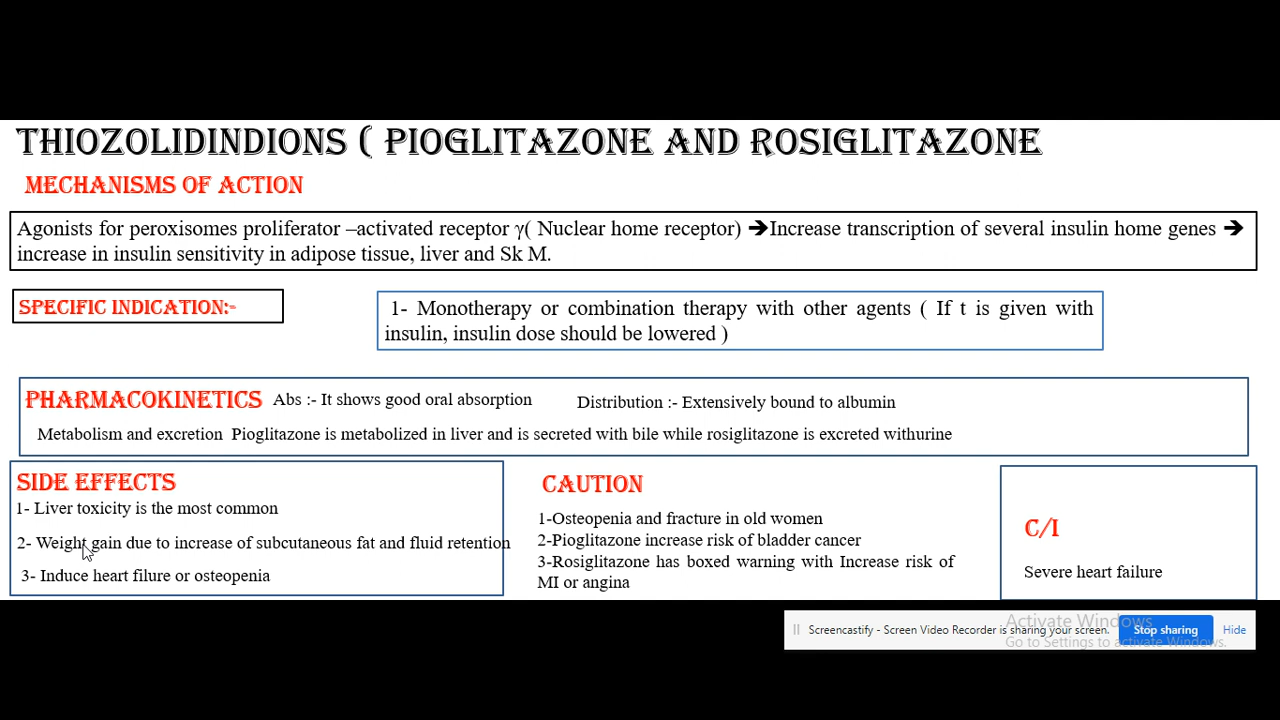 THIOZOLIDINDIONS ( PIOGLITAZONE AND ROSIGLITAZONE
MECHANISMS OF ACTION
Agonists for peroxisomes proliferator –activated receptor γ( Nuclear home receptor) 🡺Increase transcription of several insulin home genes 🡺
increase in insulin sensitivity in adipose tissue, liver and Sk M.
SPECIFIC INDICATION:-
1- Monotherapy or combination therapy with other agents ( If t is given with
insulin, insulin dose should be lowered )
PHARMACOKINETICS Abs :- It shows good oral absorption Distribution :- Extensively bound to albumin
Metabolism and excretion Pioglitazone is metabolized in liver and is secreted with bile while rosiglitazone is excreted withurine
SIDE EFFECTS
1- Liver toxicity is the most common
2- Weight gain due to increase of subcutaneous fat and fluid retention
3- Induce heart filure or osteopenia
CAUTION
1-Osteopenia and fracture in old women
2-Pioglitazone increase risk of bladder cancer
3-Rosiglitazone has boxed warning with Increase risk of
MI or angina
C/I
Severe heart failure
Activate Windows
Go to Settings to activate Windows.
Screencastify - Screen Video Recorder is sharing your screen. Stop sharing Hide